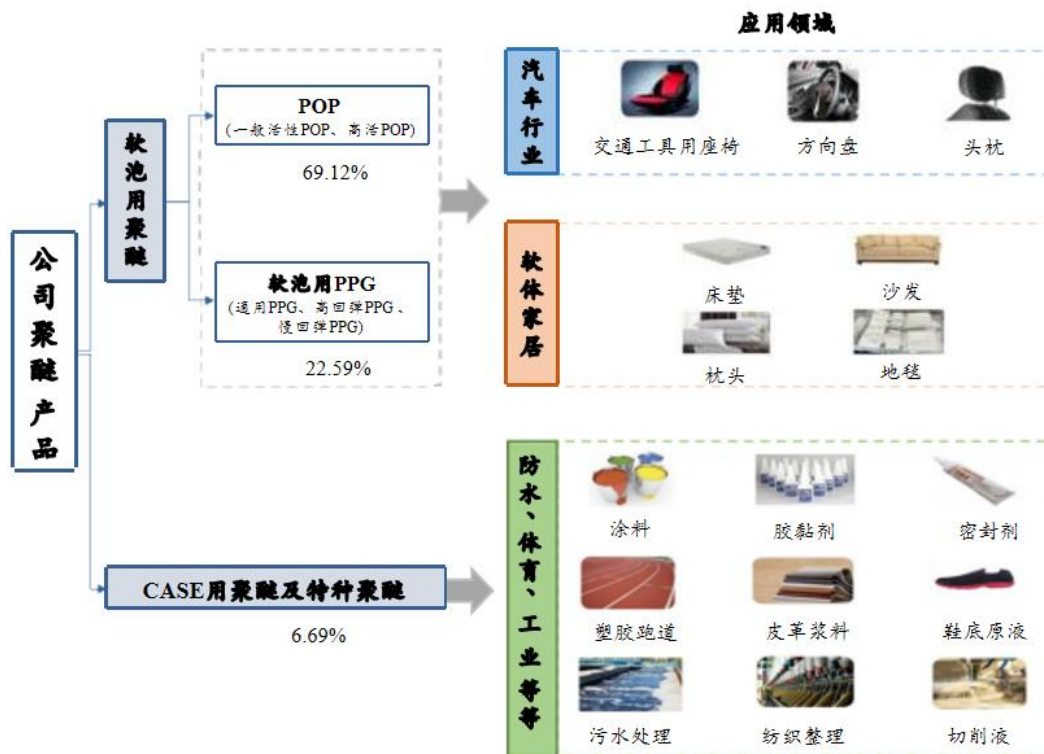 应用领域
公司聚醚产品
软泡用聚醚
POP
(一般活性POP、高活POP)
69.12%
软泡用PPG
(通用PPG、高回弹PPG、
慢回弹PPG)
22.59%
CASE用聚醚及特种聚醚
6.69%
汽车行业
交通工具用座椅
方向盘
头枕
软体家居
床垫
沙发
枕头
地毯
防水、体育、工业等等
涂料
胶黏剂
密封剂
塑胶跑道
皮革浆料
鞋底原液
污水处理
纺织整理
切削液